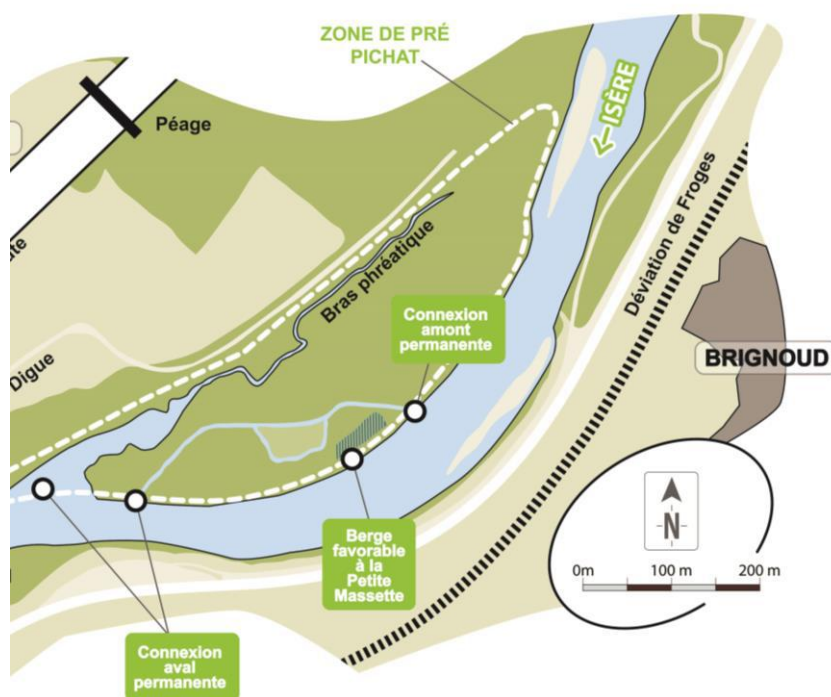 ZONE DE PRÉ
PICHAT
←ISÈRE
Péage
Déviation de Froges
Bras phréatique
Connexion
amont
permanente
BRIGNOUD
Digue
N
Berge
favorable
à la
Petite
Massette
0m 100 m 200 m
Connexion
aval
permanente